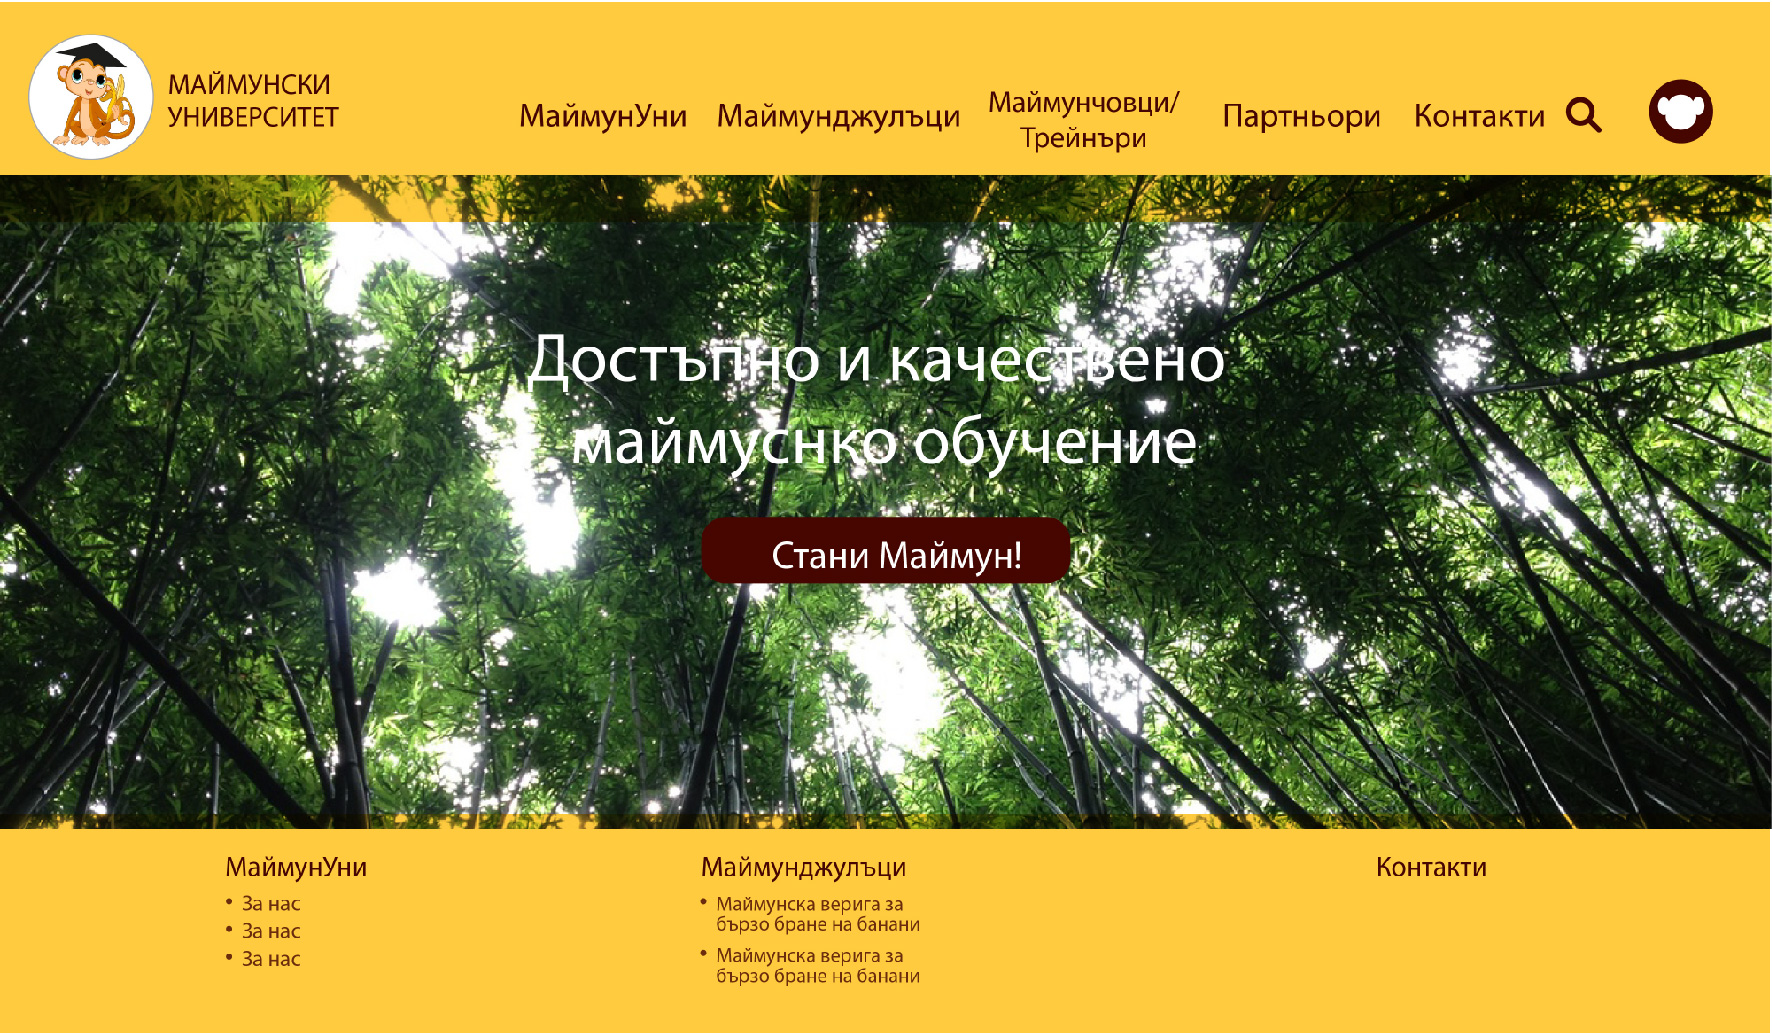 МАЙМУНСКИ
УНИВЕРСИТЕТ
МаймунУни
Маймунджулъци
Маймунчовци/
Трейнъри
Партньори
Контакти
Достъпно и качествено
маймуснко обучение
Стани Маймун!
МаймунУни
• За нас
• За нас
• За нас
Маймунджулъци
• Маймунска верига за
бързо бране на банани
• Маймунска верига за
бързо бране на банани
Контакти